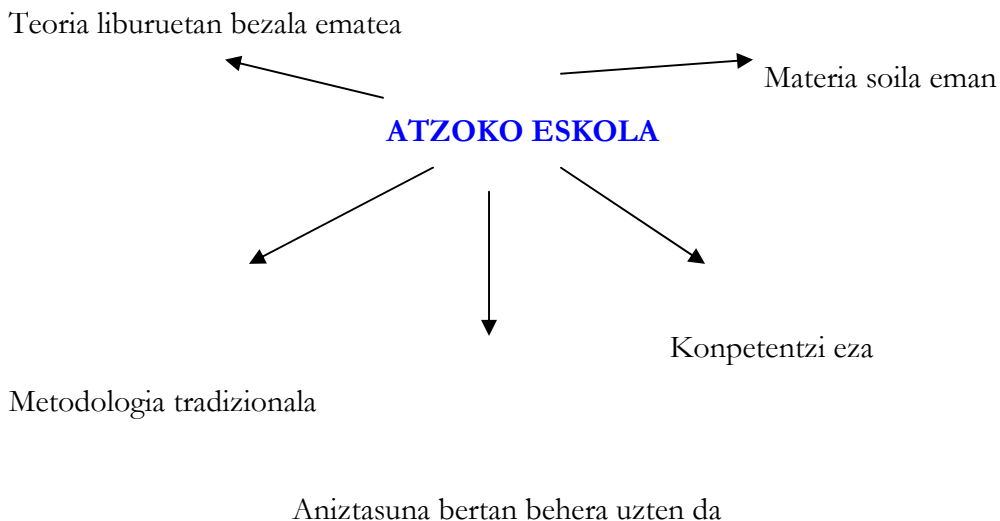 Teoria liburuetan bezala ematea
Materia soila eman
ATZOKO ESKOLA
Konpetentzi eza
Metodologia tradizionala
Aniztasuna bertan behera uzten da